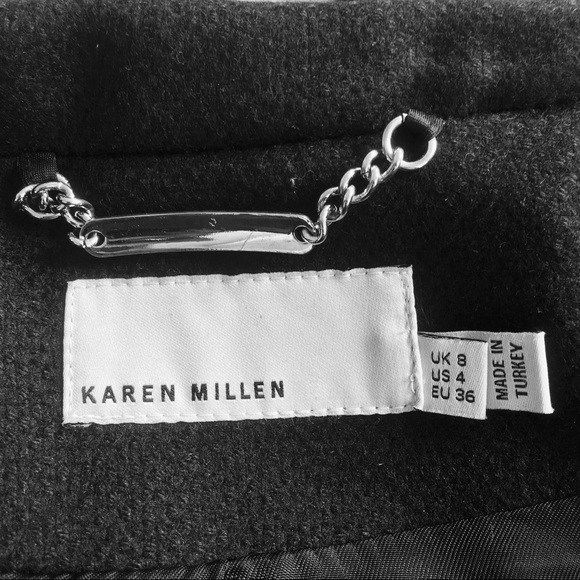 KAREN MILLEN
UK 8
US 4
EU 36
MADE IN
TURKEY